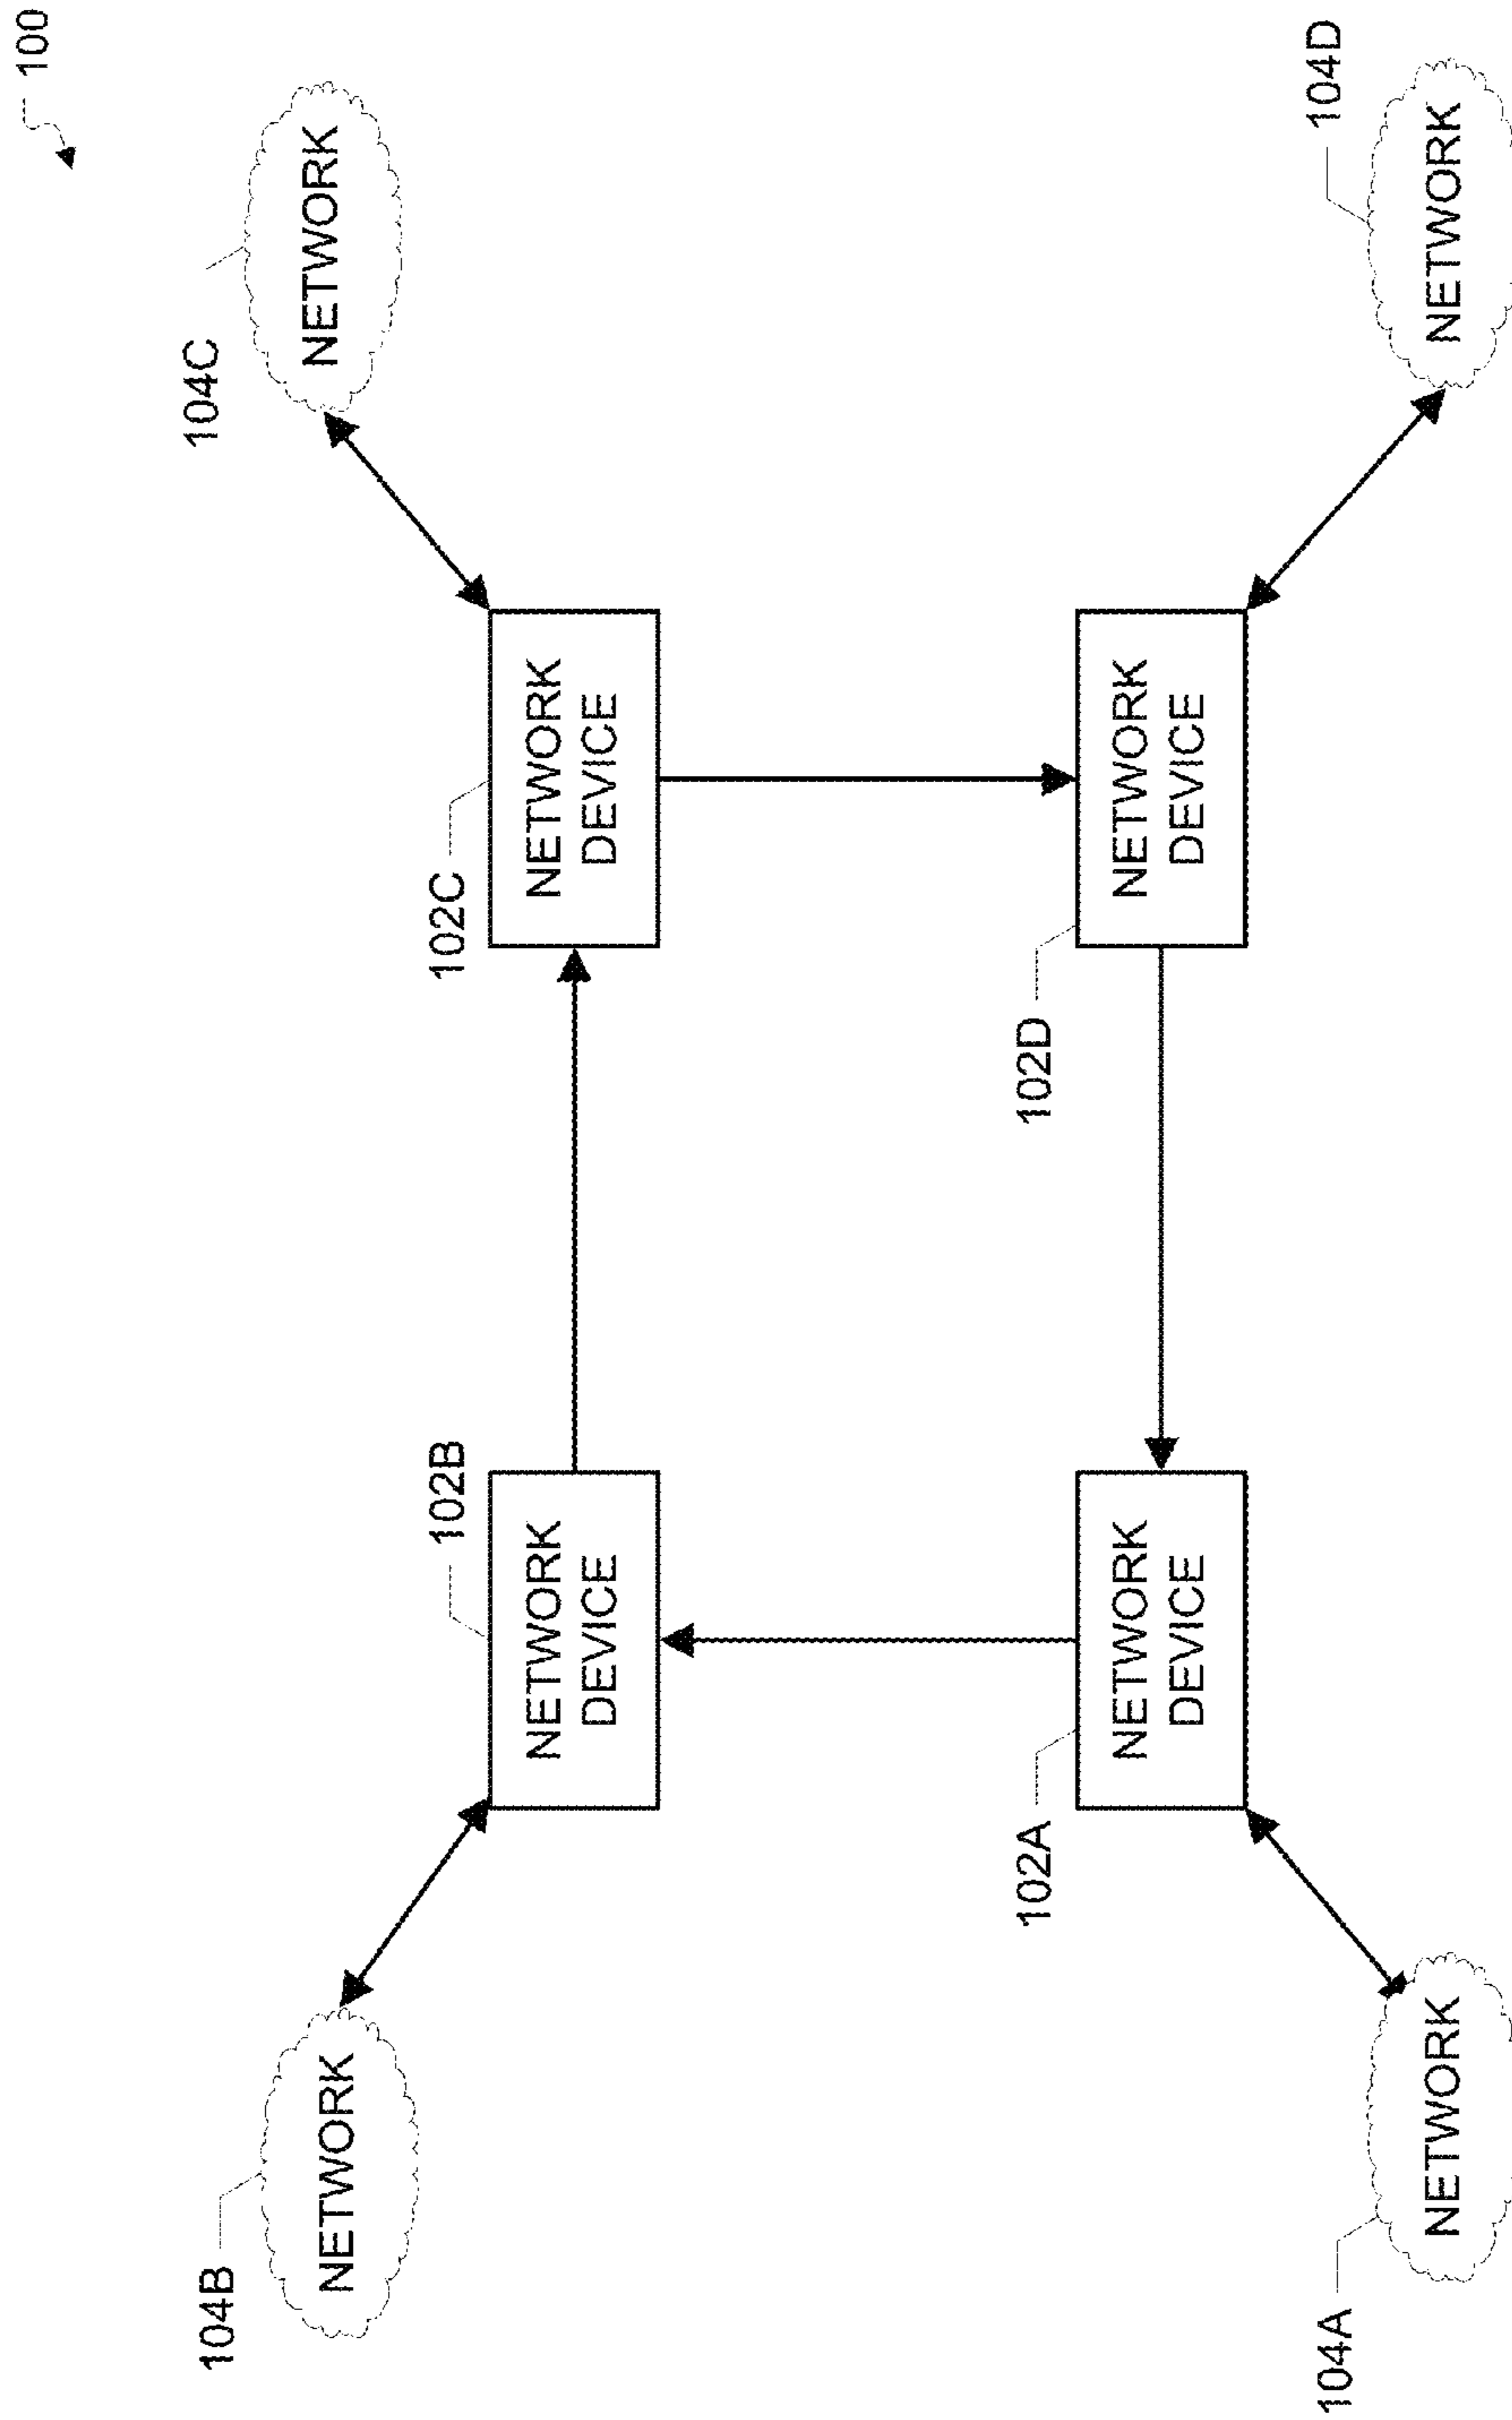 100
104B
NETWORK
104C
NETWORK
102B
NETWORK
DEVICE
102C
NETWORK
DEVICE
102A
NETWORK
DEVICE
102D
NETWORK
DEVICE
104A
NETWORK
104D
NETWORK